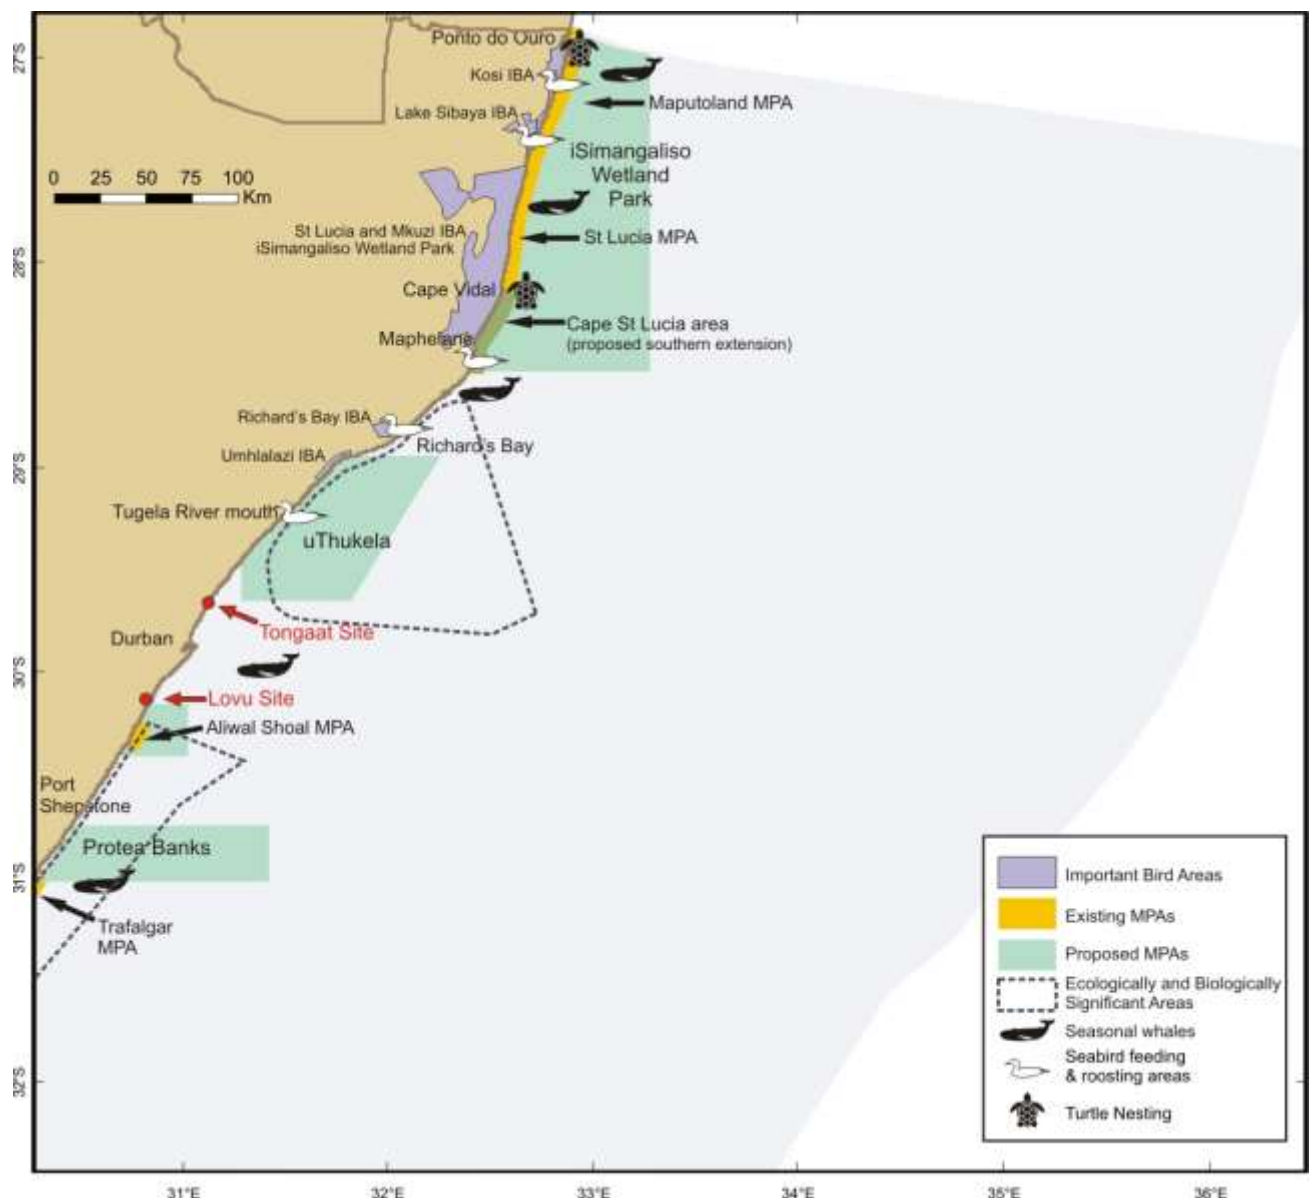 Ponto do Ouro
27°S
Kosi IBA
Maputoland MPA
Lake Sibaya IBA
iSimangaliso
Wetland
Park
0 25 50 75 100
Km
St Lucia and Mkuzi IBA
iSimangaliso Wetland Park
St Lucia MPA
28°S
Cape Vidal
Cape St Lucia area
(proposed southern extension)
Maphelane
Richard's Bay IBA
Richard's Bay
Umhlalazi IBA
29°S
Tugela River mouth
uThukela
Tongaat Site
Durban
30°S
Lovu Site
Aliwal Shoal MPA
Port
Shepstone
Protea Banks
31°S
Trafalgar
MPA
Important Bird Areas
Existing MPAs
Proposed MPAs
Ecologically and Biologically
Significant Areas
Seasonal whales
Seabird feeding
& roosting areas
Turtle Nesting
32°S
31°E 32°E 33°E 34°E 35°E 36°E